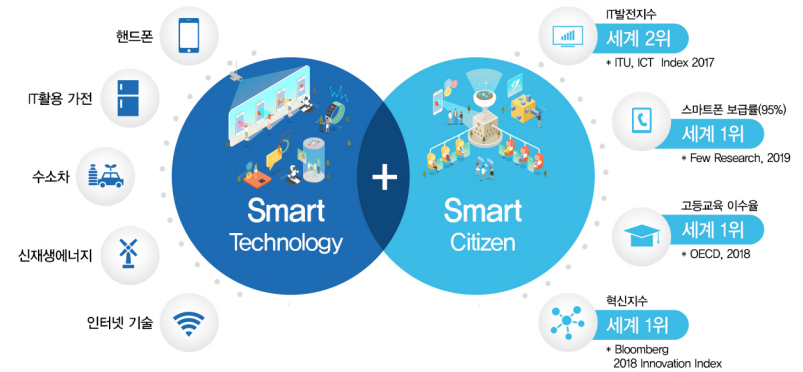 핸드폰
IT활용 가전
수소차
신재생에너지
인터넷 기술
Smart
Technology
+
Smart
Citizen
IT발전지수
세계 2위
* ITU, ICT Index 2017
스마트폰 보급률(95%)
세계 1위
* Few Research, 2019
고등교육 이수율
세계 1위
* OECD, 2018
혁신지수
세계 1위
* Bloomberg
2018 Innovation Index